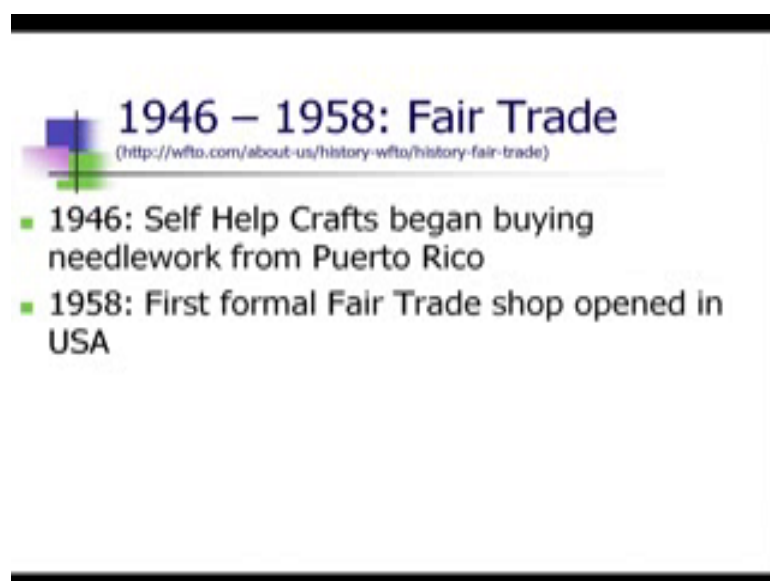 1946 – 1958: Fair Trade
(http://wfto.com/about-us/history-wfto/history-fair-trade)
1946: Self Help Crafts began buying
needlework from Puerto Rico
1958: First formal Fair Trade shop opened in
USA